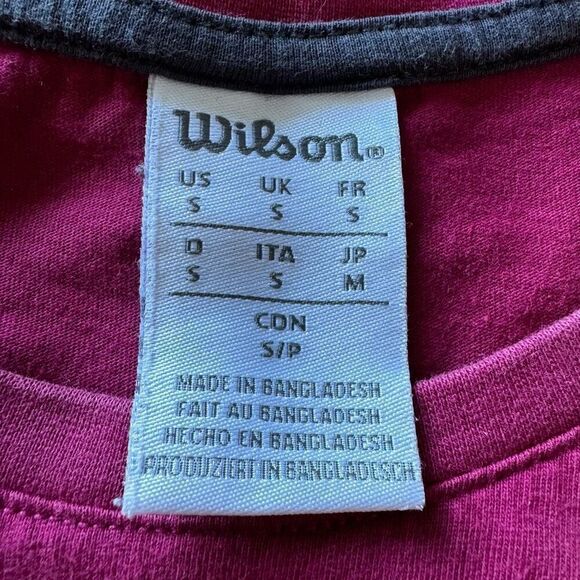 Wilson®
US UK FR
S S S
D ITA JP
S S M
CDN
S/P
MADE IN BANGLADESH
FAIT AU BANGLADESH
HECHO EN BANGLADESH
PRODUZIERT IN BANGLADESCH